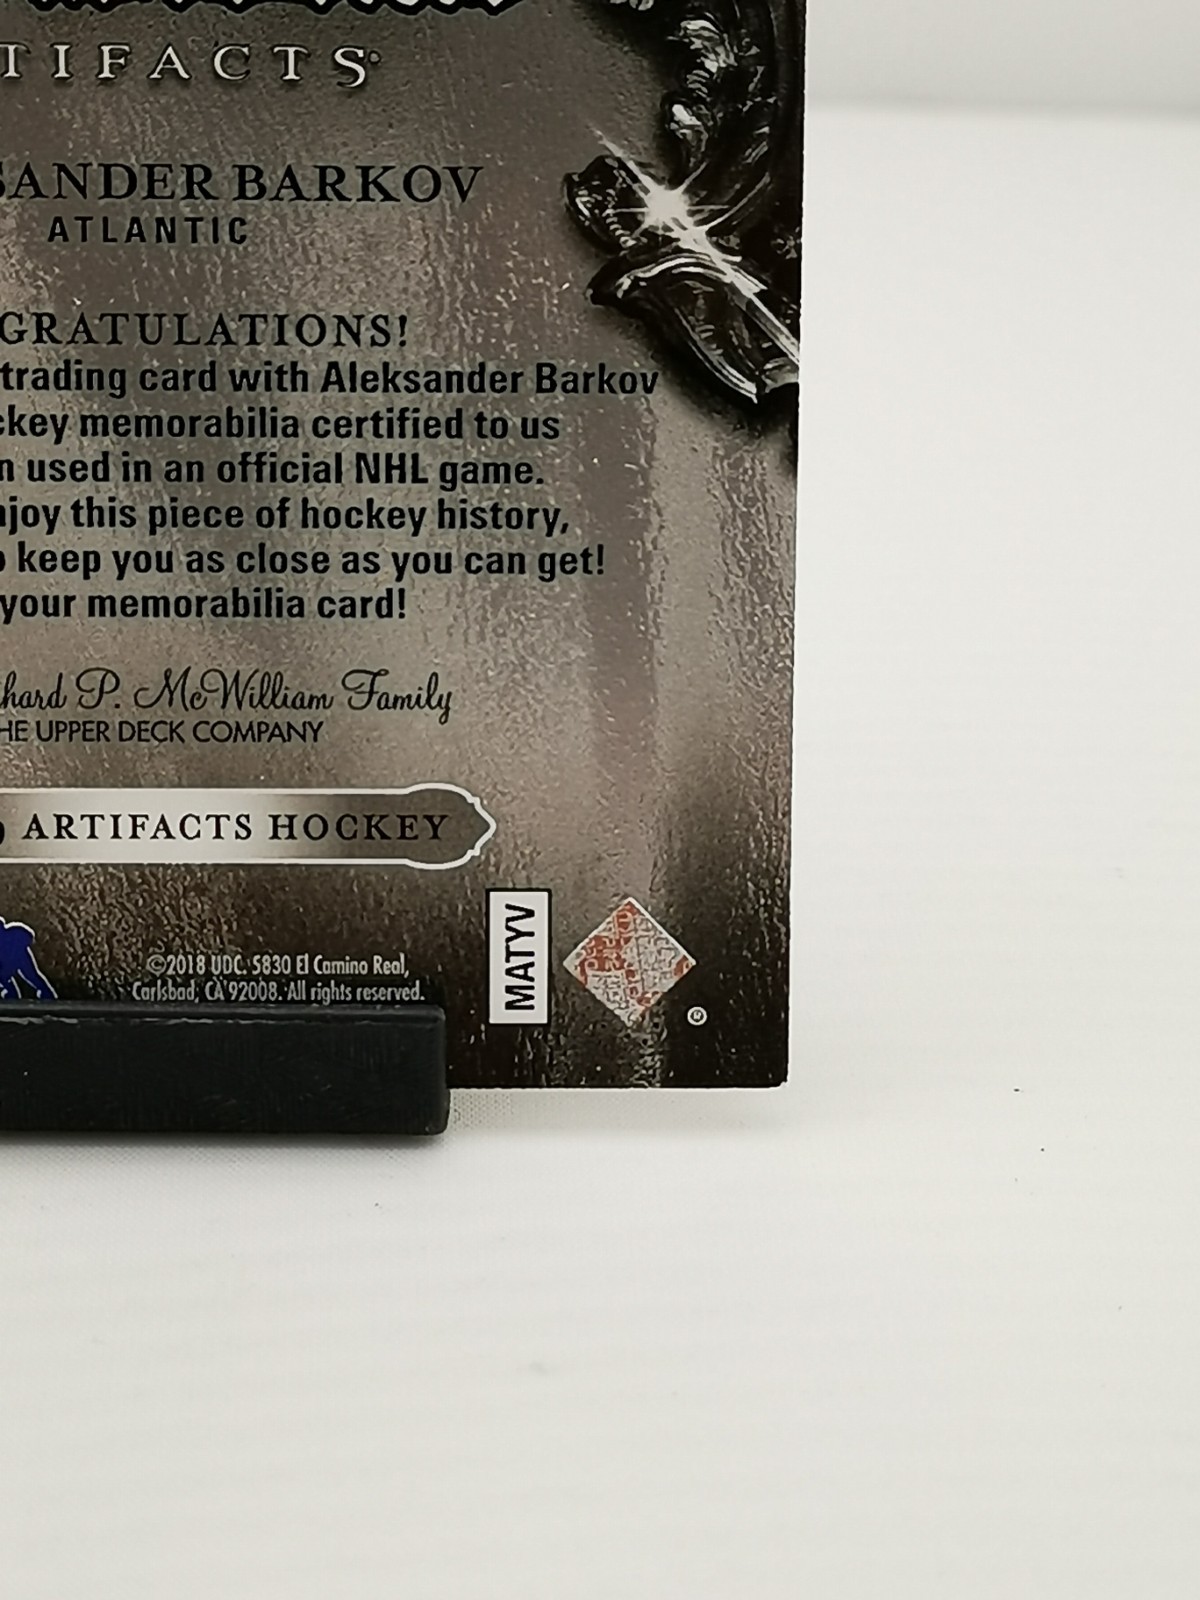 TIFACTS
SANDER BARKOV
ATLANTIC
GRATULATIONS!
trading card with Aleksander Barkov
ckey memorabilia certified to us
n used in an official NHL game.
njoy this piece of hockey history,
o keep you as close as you can get!
your memorabilia card!
hard P. McWilliam Family
HE UPPER DECK COMPANY
ARTIFACTS HOCKEY
©2018 UDC. 5830 El Camino Real,
Carlsbad, CA 92008. All rights reserved.
MATYV
®